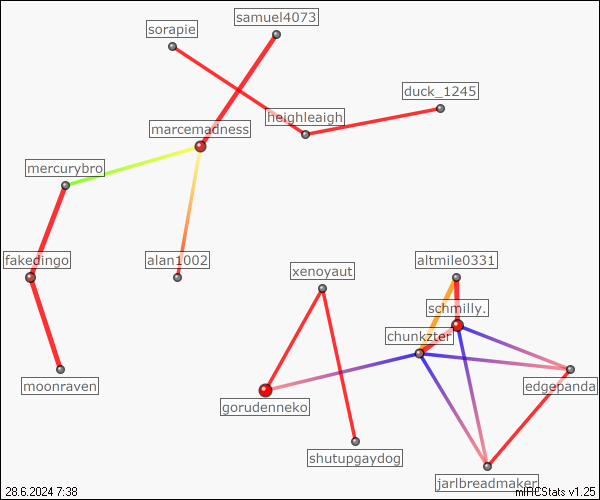 samuel4073
sorapie
duck_1245
heighleaigh
marcemadness
mercurybro
fakedingo
alan1002
altmile0331
xenoyaut
schmilly.
chunkzter
moonraven
edgepanda
gorudenneko
shutupgaydog
jarlbreadmaker
28.6.2024 7:38
mIRCStats v1.25